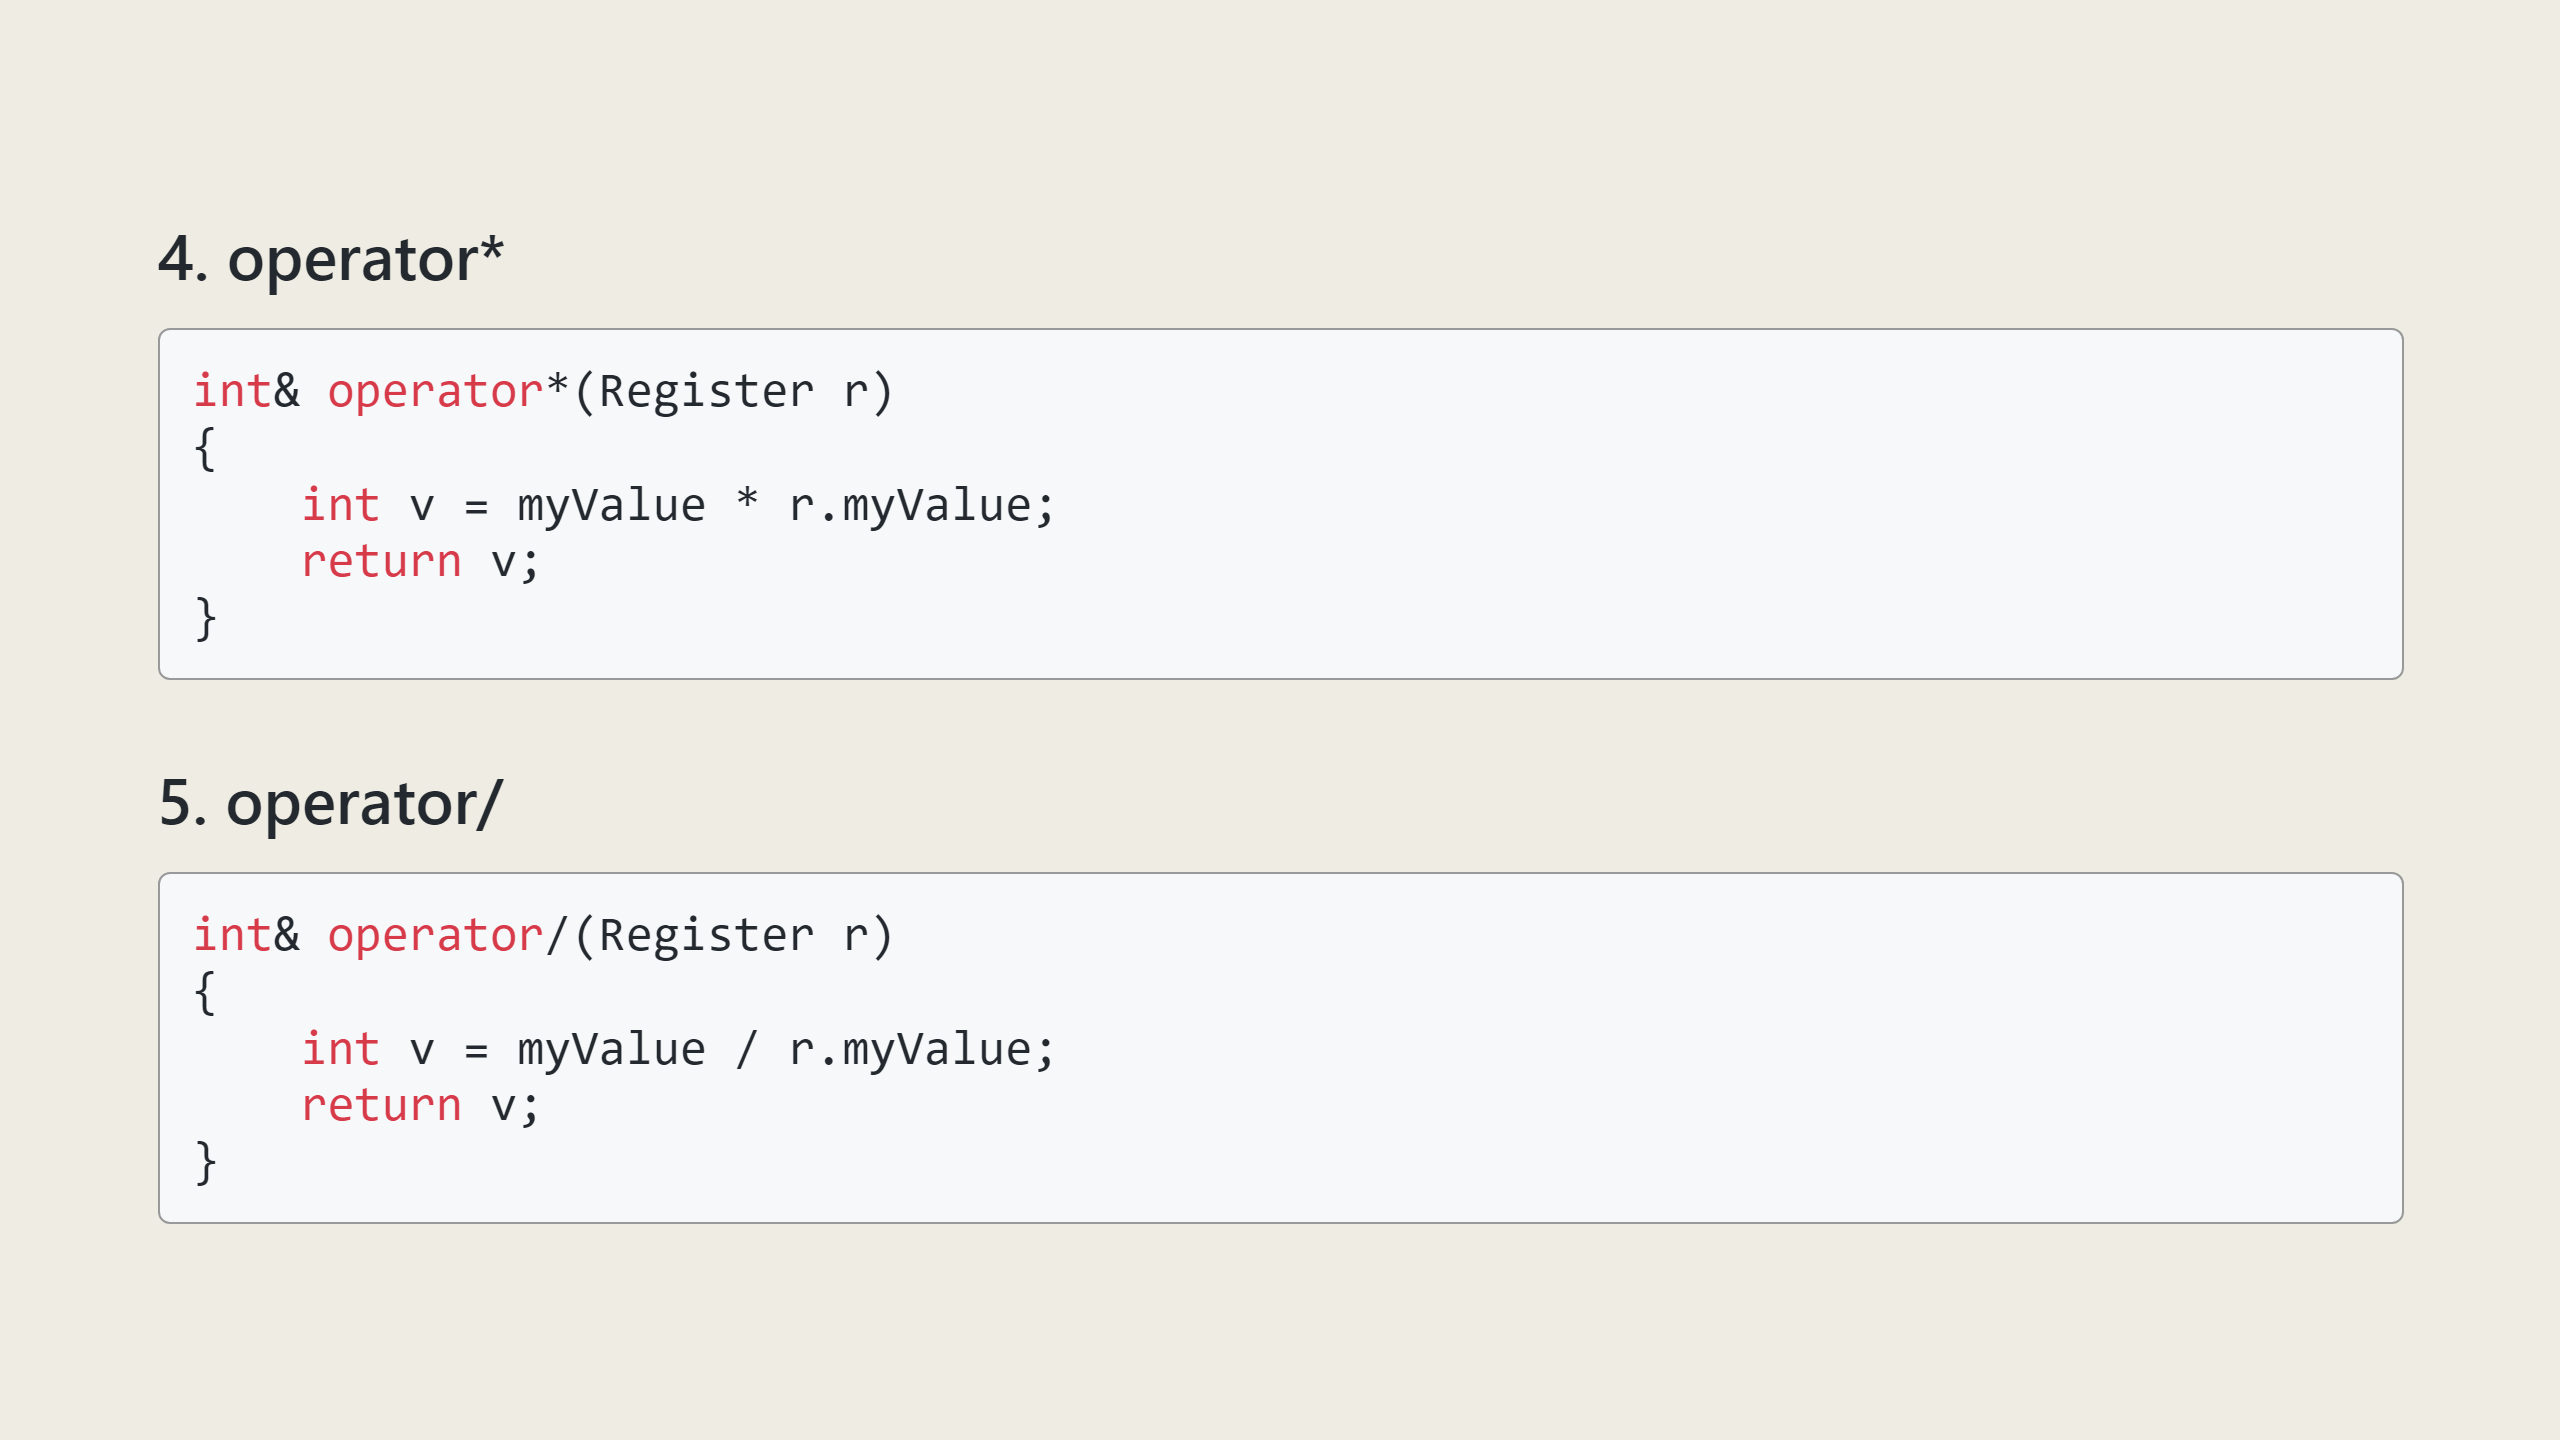 4. operator*
int& operator*(Register r)
{
    int v = myValue * r.myValue;
    return v;
}
5. operator/
int& operator/(Register r)
{
    int v = myValue / r.myValue;
    return v;
}